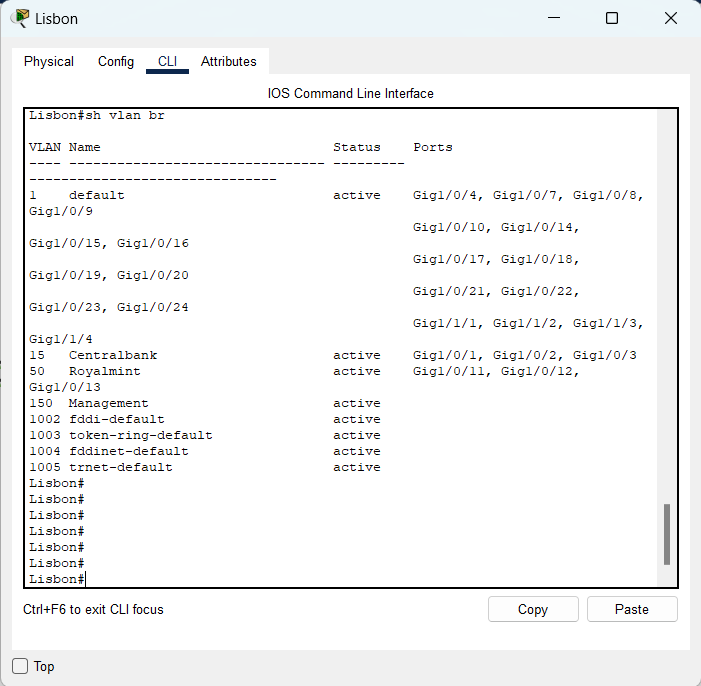 Lisbon
Physical Config CLI Attributes
IOS Command Line Interface
Lisbon#sh vlan br
VLAN Name                             Status    Ports
---- -------------------------------- ---------
-------------------------------
1    default                          active    Gig1/0/4, Gig1/0/7, Gig1/0/8,
Gig1/0/9
                                                Gig1/0/10, Gig1/0/14,
Gig1/0/15, Gig1/0/16
                                                Gig1/0/17, Gig1/0/18,
Gig1/0/19, Gig1/0/20
                                                Gig1/0/21, Gig1/0/22,
Gig1/0/23, Gig1/0/24
                                                Gig1/1/1, Gig1/1/2, Gig1/1/3,
Gig1/1/4
15   Centralbank                      active    Gig1/0/1, Gig1/0/2, Gig1/0/3
50   Royalmint                        active    Gig1/0/11, Gig1/0/12,
Gig1/0/13
150  Management                       active
1002 fddi-default                     active
1003 token-ring-default               active
1004 fddinet-default                  active
1005 trnet-default                    active
Lisbon#
Lisbon#
Lisbon#
Lisbon#
Lisbon#
Lisbon#
Lisbon#
Ctrl+F6 to exit CLI focus
Copy Paste
Top